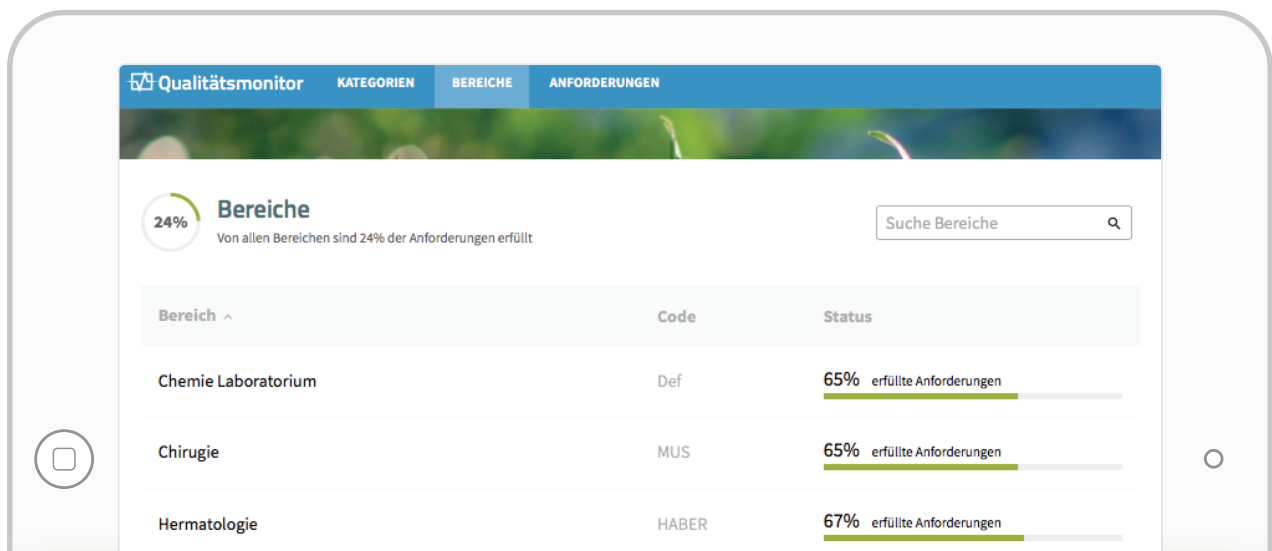 Qualitätsmonitor KATEGORIEN BEREICHE ANFORDERUNGEN
24%
Bereiche
Von allen Bereichen sind 24% der Anforderungen erfüllt
Suche Bereiche
Bereich Code Status
Chemie Laboratorium Def 65% erfüllte Anforderungen
Chirugie MUS 65% erfüllte Anforderungen
Hermatologie HABER 67% erfüllte Anforderungen